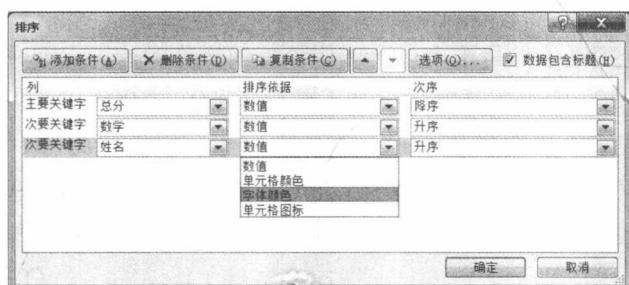 排序
添加条件(A) 删除条件(D) 复制条件(C) 选项(O)... 数据包含标题(H)
列 排序依据 次序
主要关键字 总分 数值 降序
次要关键字 数学 数值 升序
次要关键字 姓名 数值 升序
数值
单元格颜色
字体颜色
单元格图标
确定 取消